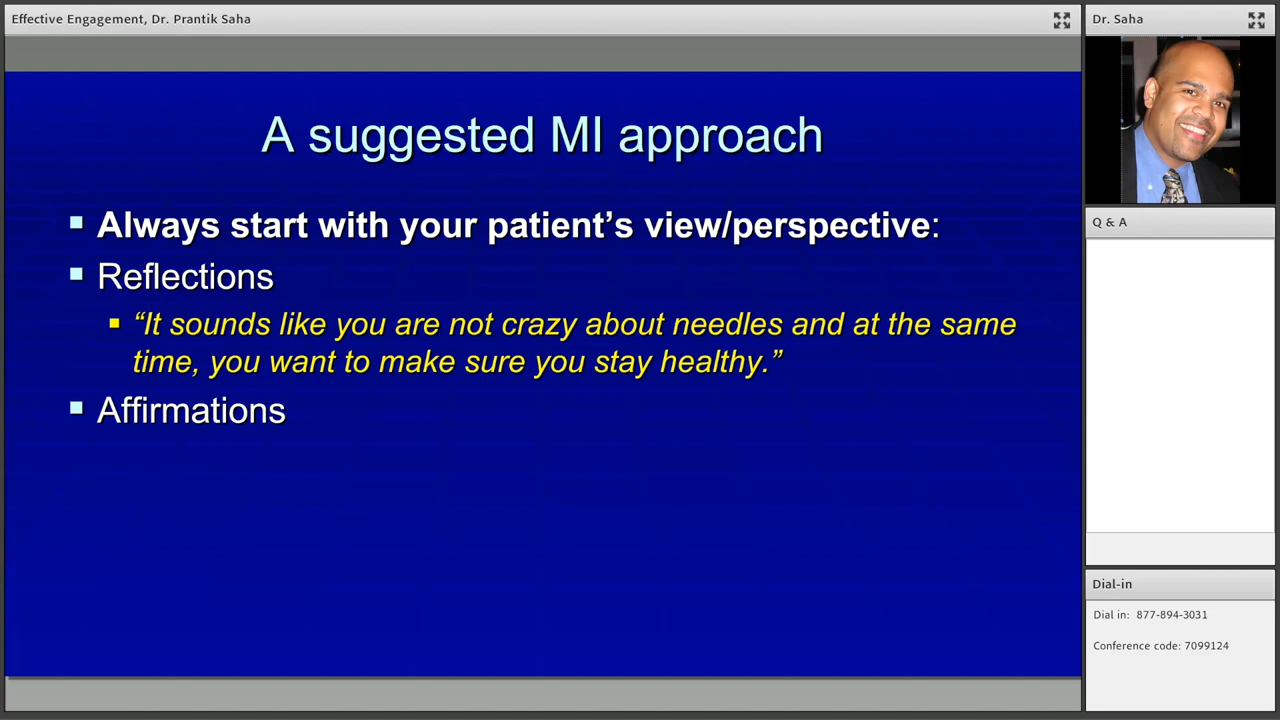 Effective Engagement, Dr. Prantik Saha
Dr. Saha
A suggested MI approach
Always start with your patient’s view/perspective:
Reflections
“It sounds like you are not crazy about needles and at the same
time, you want to make sure you stay healthy.”
Affirmations
Q & A
Dial-in
Dial in: 877-894-3031
Conference code: 7099124